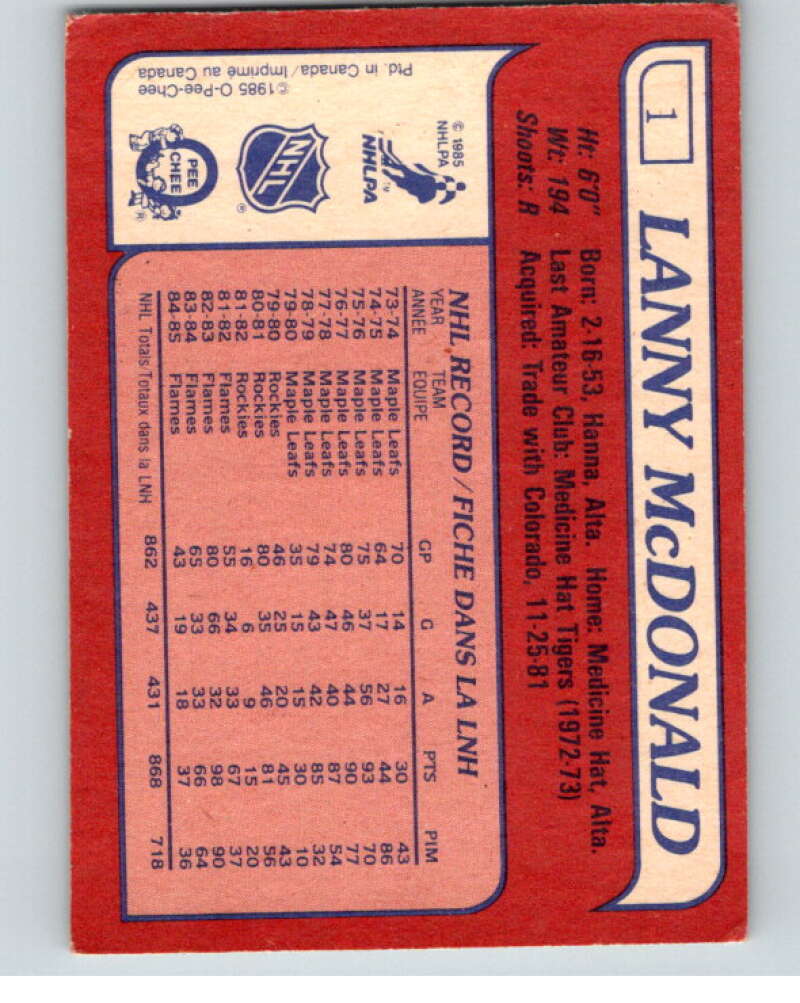 1
LANNY McDONALD
Ht: 6'0" Born: 2-16-53, Hanna, Alta. Home: Medicine Hat, Alta.
Wt: 194 Last Amateur Club: Medicine Hat Tigers (1972-73)
Shoots: R Acquired: Trade with Colorado, 11-25-81
© 1985
NHLPA
NHLPA
TM
NHL
®
O
PEE
CHEE
®
©1985 O-Pee-Chee
Ptd. in Canada/Imprimé au Canada
NHL RECORD/FICHE DANS LA LNH
YEAR TEAM
ANNÉE EQUIPE GP G A PTS PIM
73-74 Maple Leafs 70 14 16 30 43
74-75 Maple Leafs 64 17 27 44 86
75-76 Maple Leafs 75 37 56 93 70
76-77 Maple Leafs 80 46 44 90 77
77-78 Maple Leafs 74 47 40 87 54
78-79 Maple Leafs 79 43 42 85 32
79-80 Maple Leafs 35 15 15 30 10
79-80 Rockies 46 25 20 45 43
80-81 Rockies 80 35 46 81 56
81-82 Rockies 16 6 9 15 20
81-82 Flames 55 34 33 67 37
82-83 Flames 80 66 32 98 90
83-84 Flames 65 33 33 66 64
84-85 Flames 43 19 18 37 36
NHL Totals/Totaux dans la LNH 862 437 431 868 718